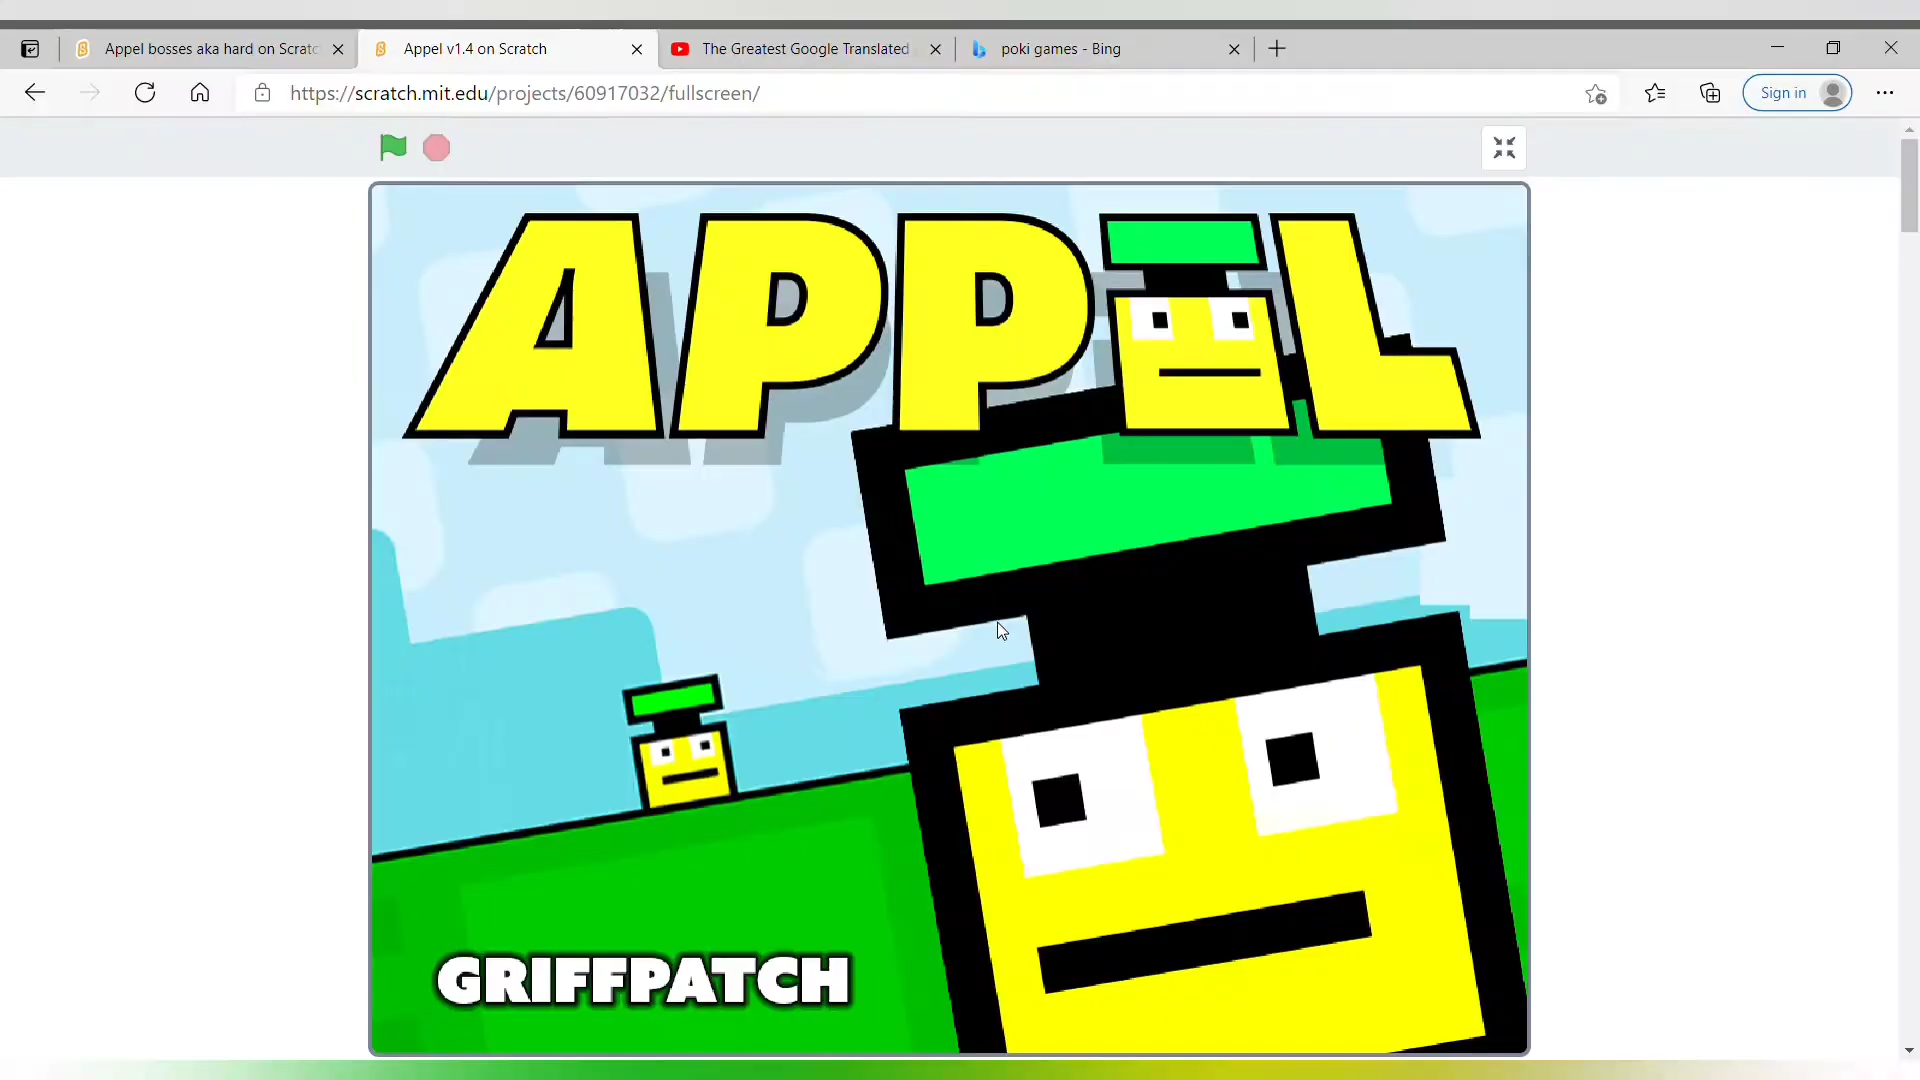 Appel bosses aka hard on Scratc
Appel v1.4 on Scratch
The Greatest Google Translated
poki games - Bing
https://scratch.mit.edu/projects/60917032/fullscreen/
Sign in
APPEL
GRIFFPATCH